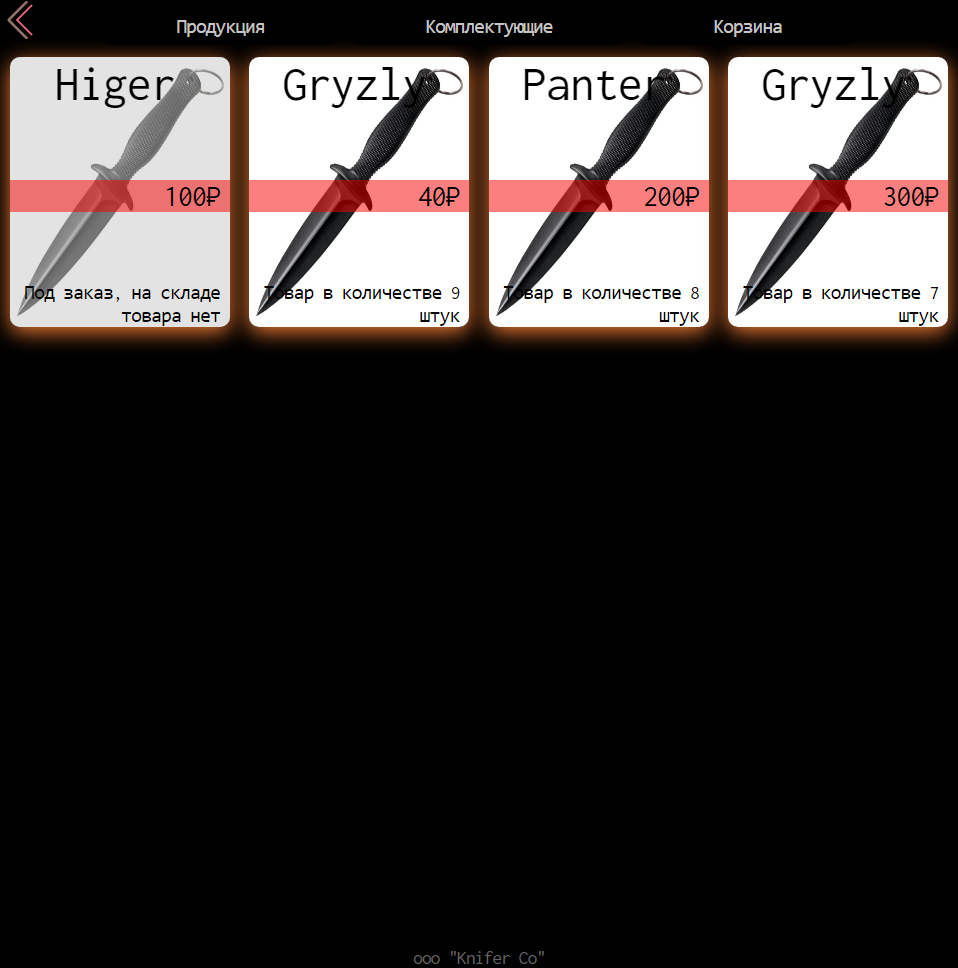 Продукция
Комплектующие
Корзина
Higer
100₽
Под заказ, на складе
товара нет
Gryzly
40₽
Товар в количестве 9
штук
Panter
200₽
Товар в количестве 8
штук
Gryzly
300₽
Товар в количестве 7
штук
ооо "Knifer Co"